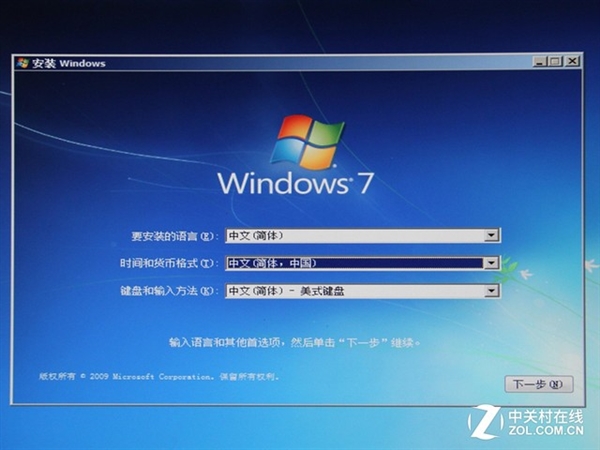 安装 Windows
Windows 7
要安装的语言(E): 中文(简体)
时间和货币格式(T): 中文(简体，中国)
键盘和输入方法(K): 中文(简体) - 美式键盘
输入语言和其他首选项，然后单击“下一步”继续。
版权所有 © 2009 Microsoft Corporation。保留所有权利。
下一步(N)
Z 中关村在线
ZOL.COM.CN